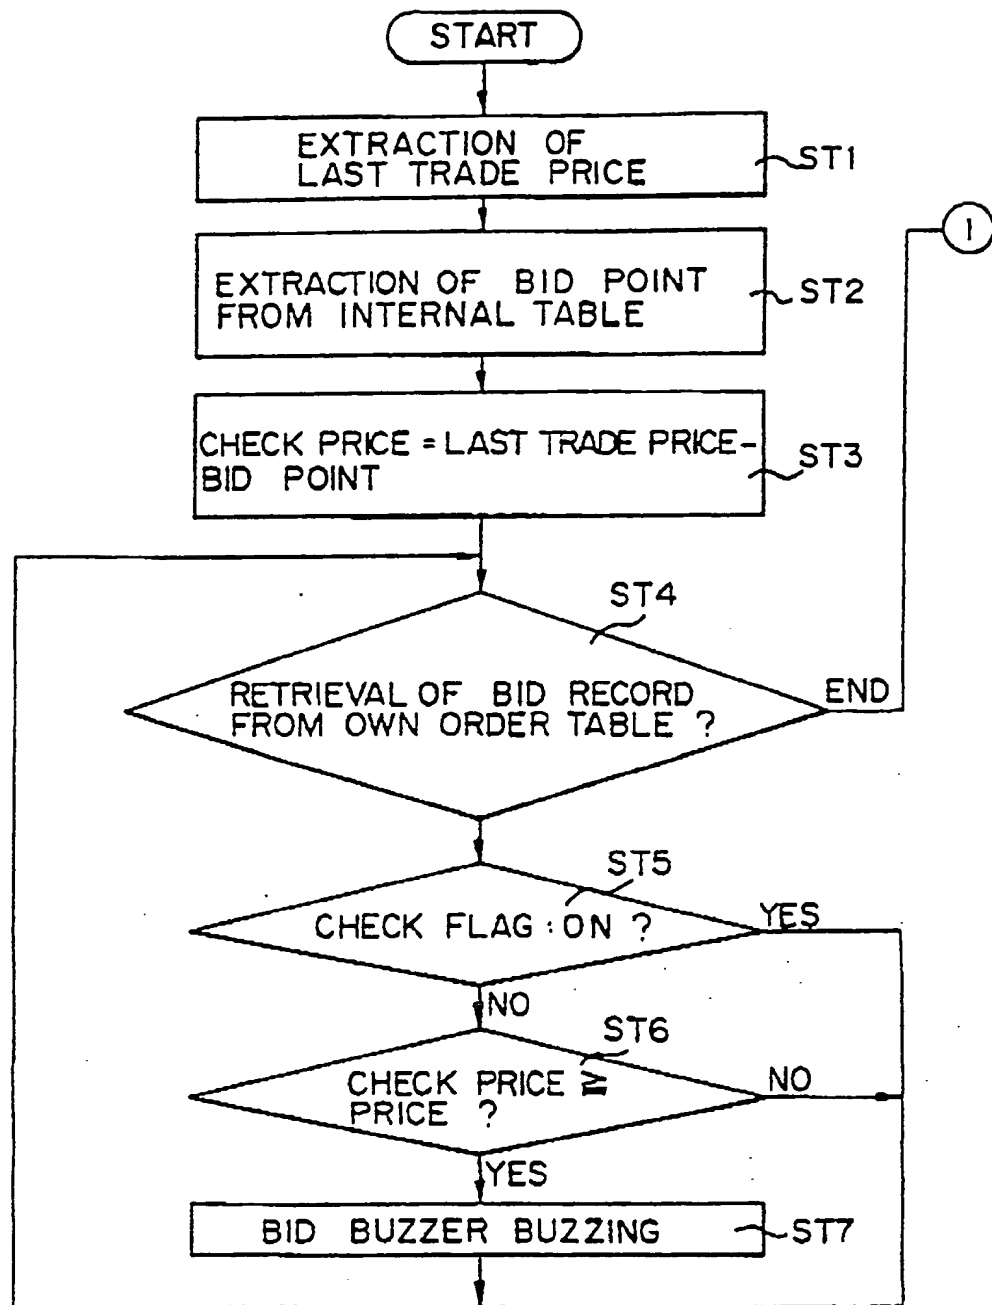 START
EXTRACTION OF
LAST TRADE PRICE
ST1
1
EXTRACTION OF BID POINT
FROM INTERNAL TABLE
ST2
CHECK PRICE = LAST TRADE PRICE-
BID POINT
ST3
ST4
RETRIEVAL OF BID RECORD
FROM OWN ORDER TABLE ?
END
ST5
CHECK FLAG : ON ?
YES
NO
ST6
CHECK PRICE ≧
PRICE ?
NO
YES
BID BUZZER BUZZING
ST7